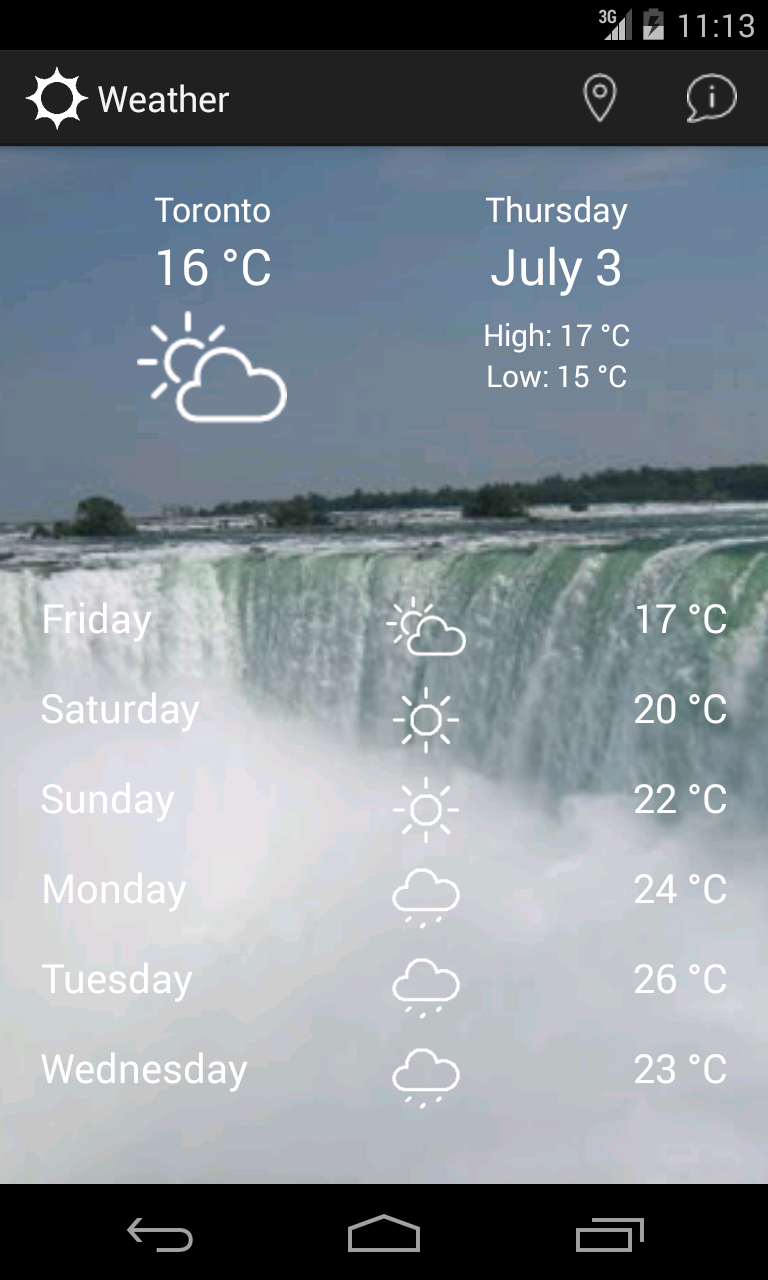 3G 11:13
Weather
Toronto
16 °C
Thursday
July 3
High: 17 °C
Low: 15 °C
Friday 17 °C
Saturday 20 °C
Sunday 22 °C
Monday 24 °C
Tuesday 26 °C
Wednesday 23 °C